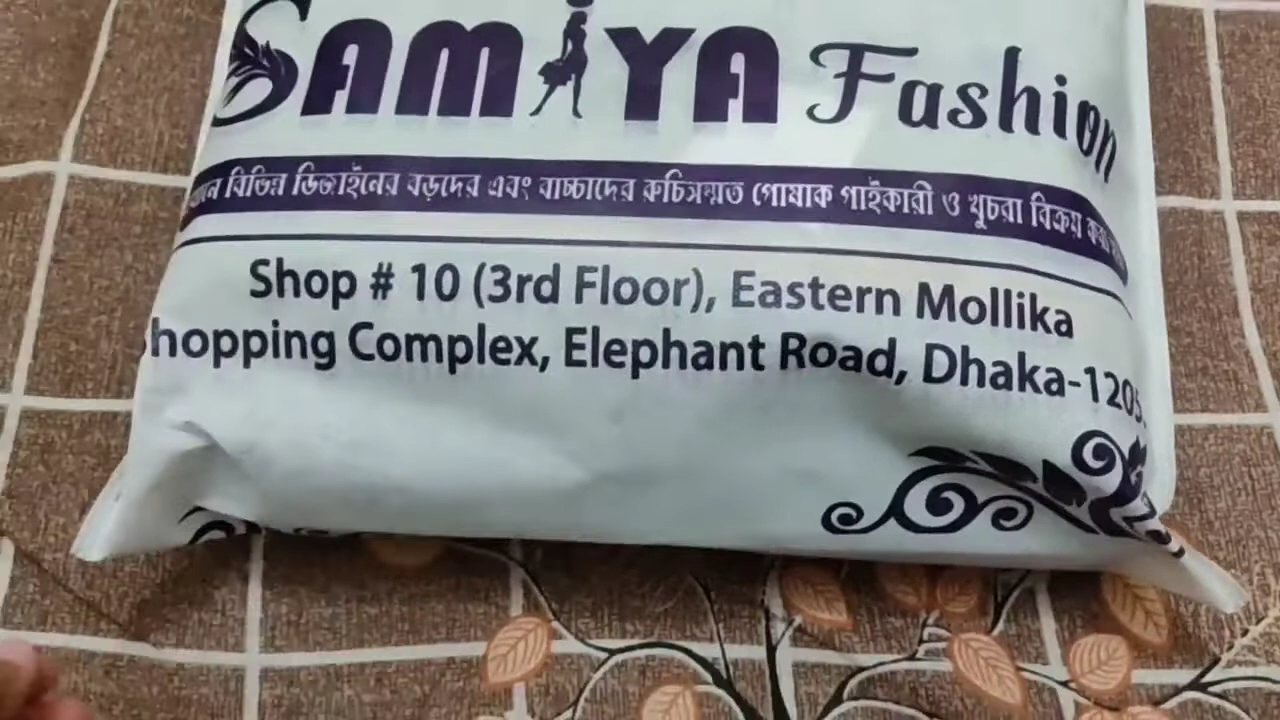 SAMIYA Fashion
বিভিন্ন ডিজাইনের বড়দের এবং বাচ্চাদের রুচিসম্মত পোষাক পাইকারী ও খুচরা বিক্রয়
Shop # 10 (3rd Floor), Eastern Mollika
Shopping Complex, Elephant Road, Dhaka-1205.